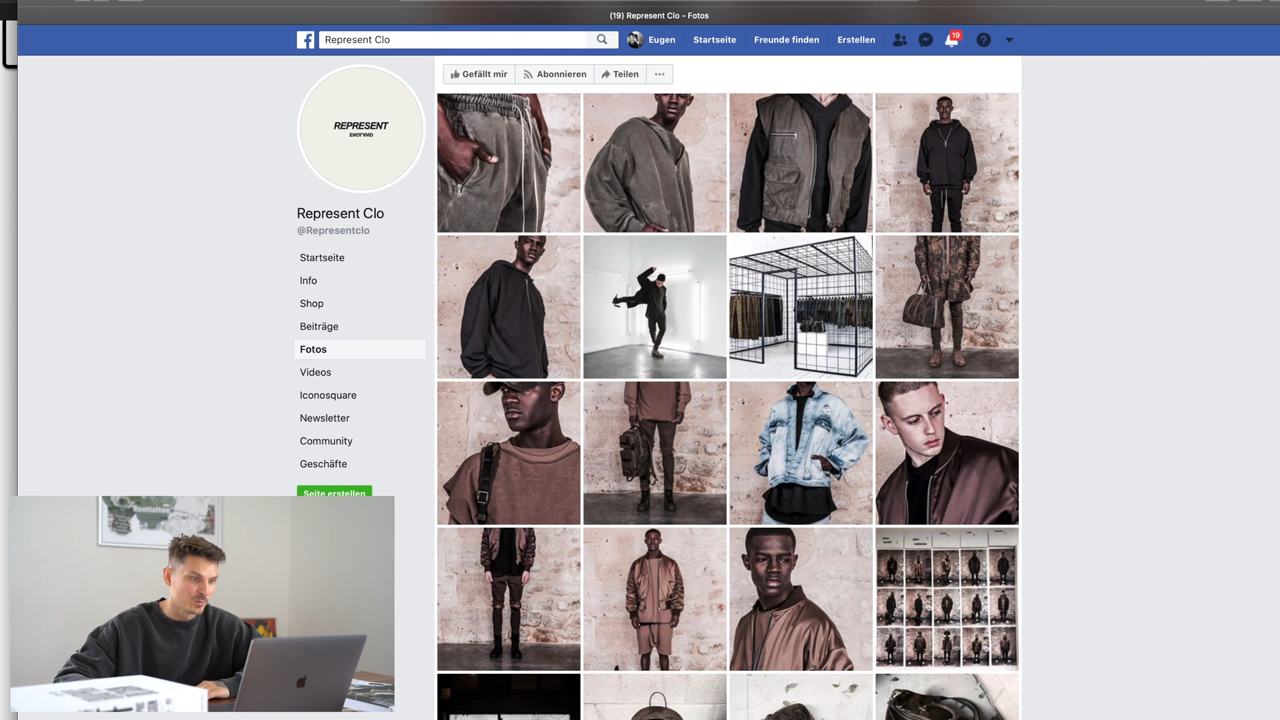 (19) Represent Clo - Fotos
Represent Clo
Eugen
Startseite
Freunde finden
Erstellen
19
Gefällt mir
Abonnieren
Teilen
REPRESENT
Represent Clo
@Representclo
Startseite
Info
Shop
Beiträge
Fotos
Videos
Iconosquare
Newsletter
Community
Geschäfte
Seite erstellen